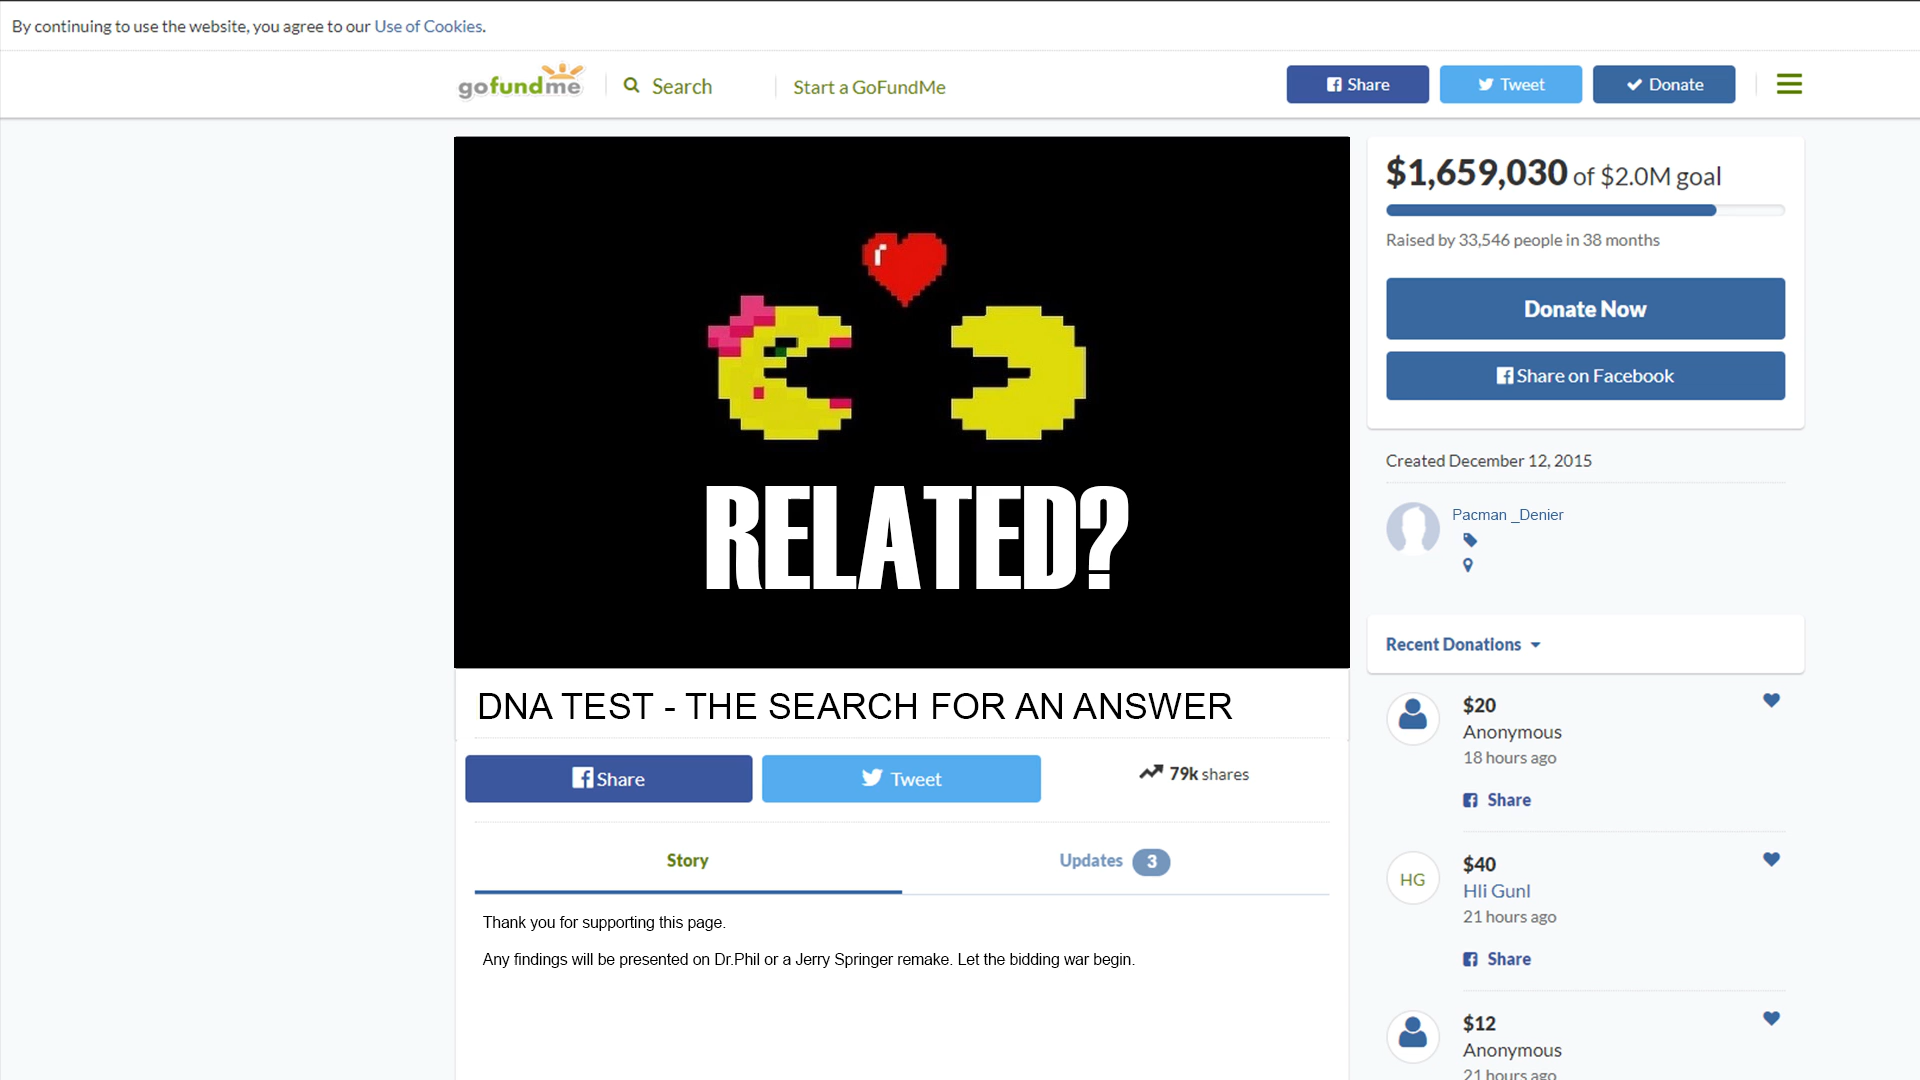 By continuing to use the website, you agree to our Use of Cookies.
gofundme
Search
Start a GoFundMe
Share
Tweet
Donate
RELATED?
DNA TEST - THE SEARCH FOR AN ANSWER
Share
Tweet
79k shares
Story
Updates 3
Thank you for supporting this page.
Any findings will be presented on Dr.Phil or a Jerry Springer remake. Let the bidding war begin.
$1,659,030 of $2.0M goal
Raised by 33,546 people in 38 months
Donate Now
Share on Facebook
Created December 12, 2015
Pacman _Denier
Recent Donations
$20
Anonymous
18 hours ago
Share
HG
$40
Hli Gunl
21 hours ago
Share
$12
Anonymous
21 hours ago